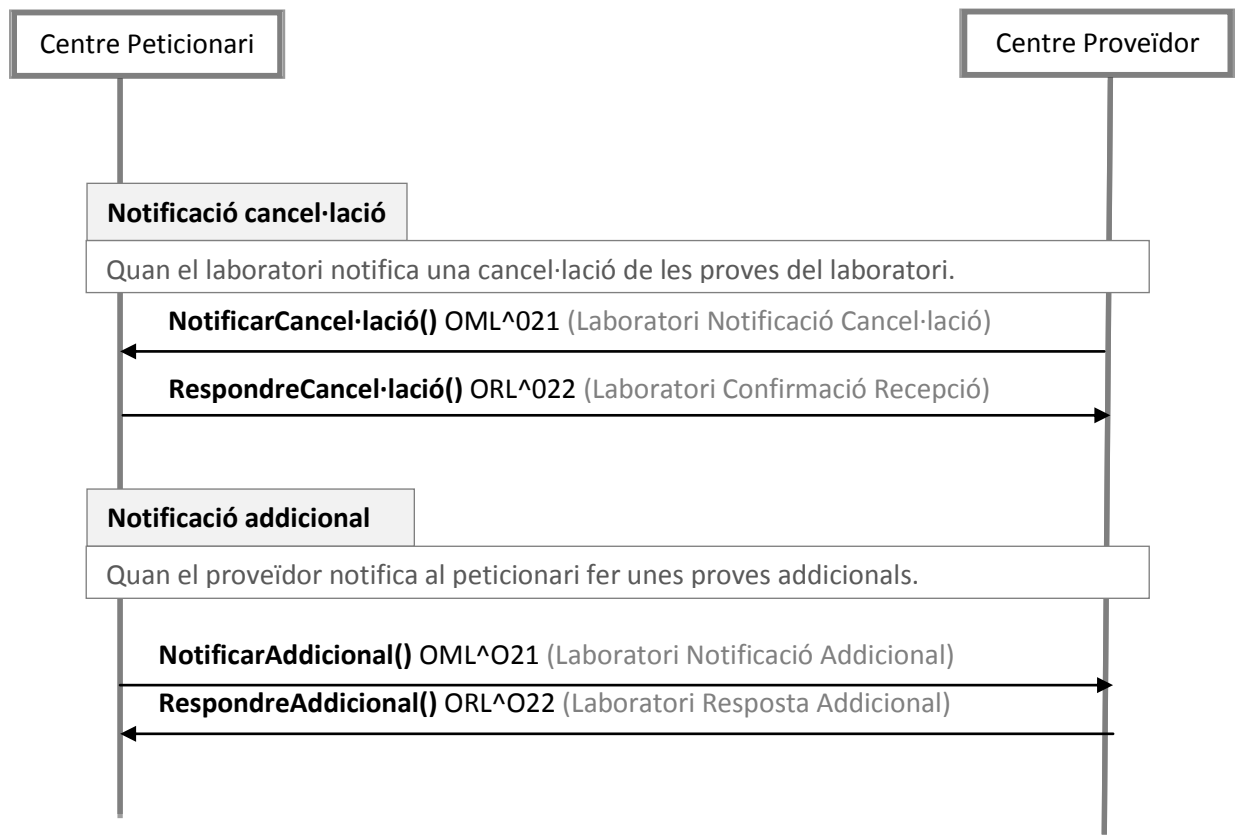 Centre Peticionari
Centre Proveïdor
Notificació cancel·lació
Quan el laboratori notifica una cancel·lació de les proves del laboratori.
NotificarCancel·lació() OML^021 (Laboratori Notificació Cancel·lació)
RespondreCancel·lació() ORL^022 (Laboratori Confirmació Recepció)
Notificació addicional
Quan el proveïdor notifica al peticionari fer unes proves addicionals.
NotificarAddicional() OML^O21 (Laboratori Notificació Addicional)
RespondreAddicional() ORL^O22 (Laboratori Resposta Addicional)